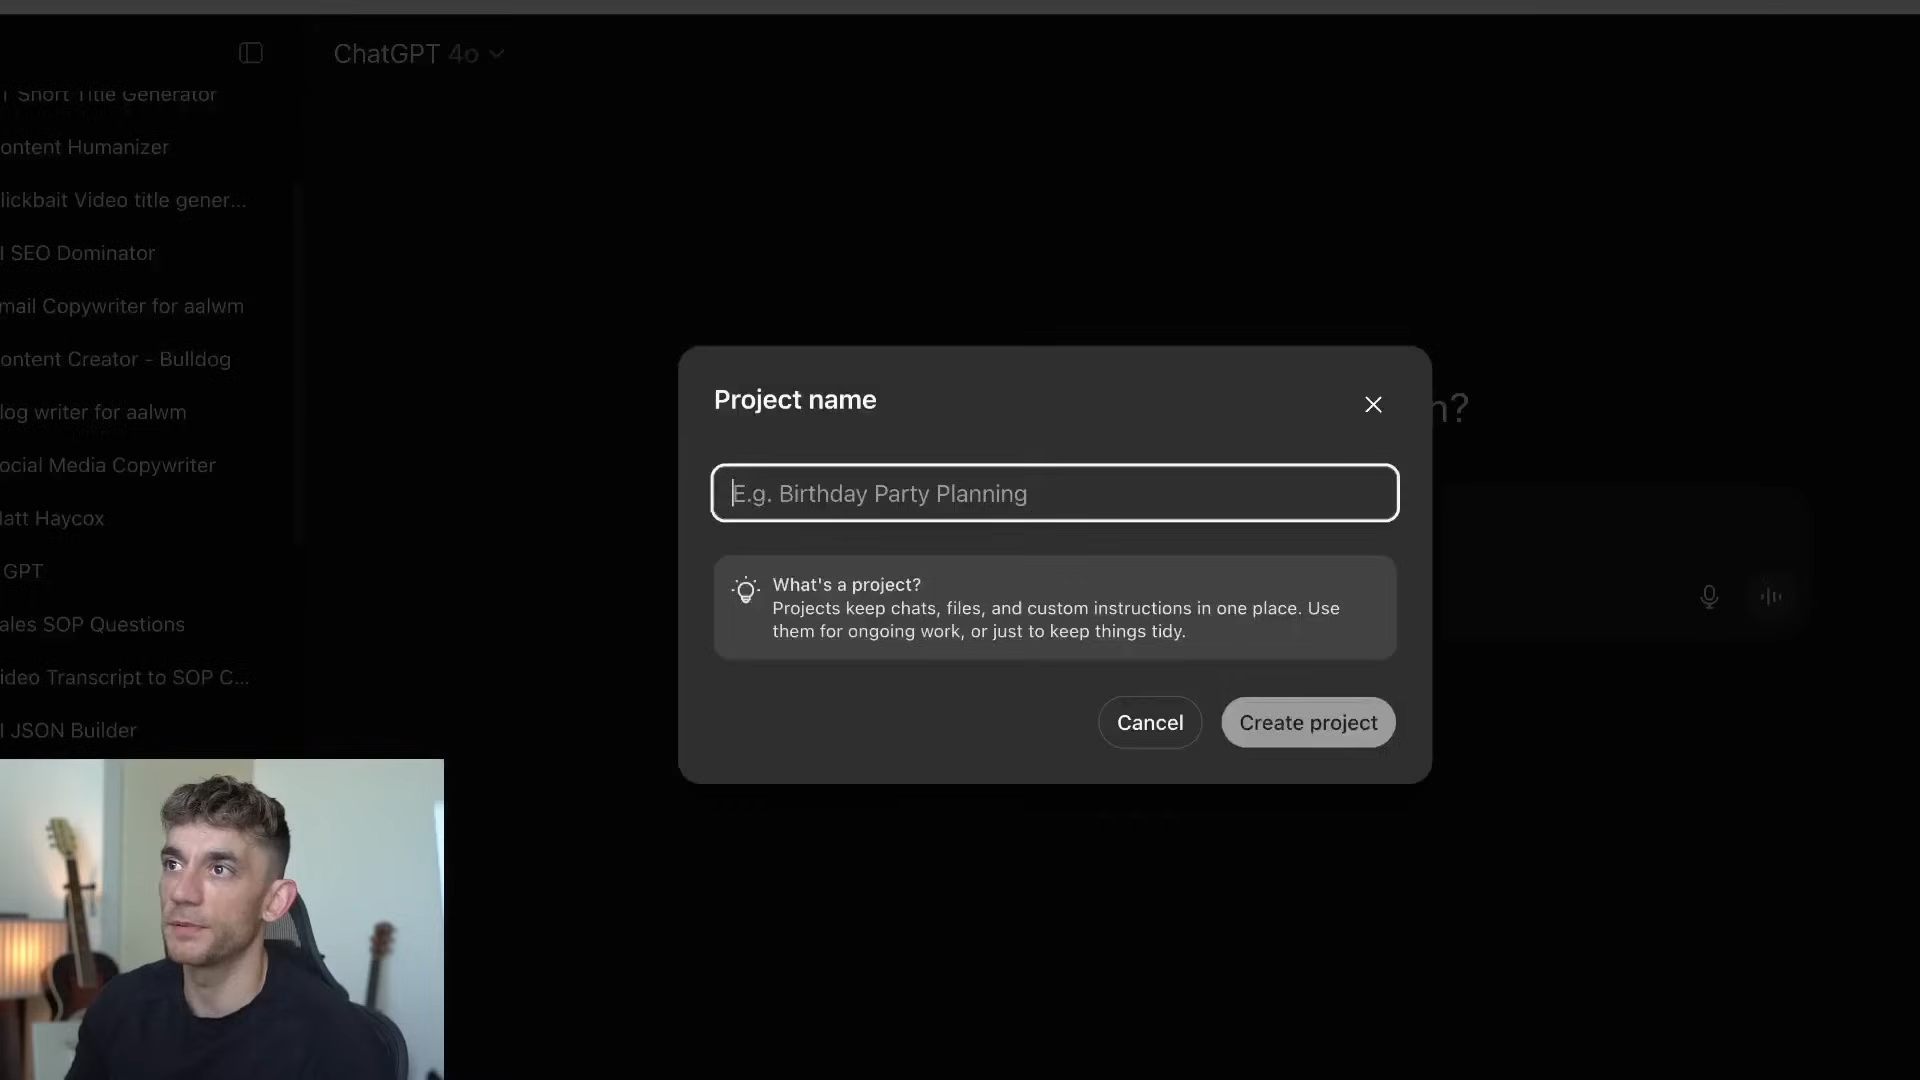 ChatGPT 4o
Short Title Generator
ontent Humanizer
lickbait Video title gener...
I SEO Dominator
mail Copywriter for aalwm
ontent Creator - Bulldog
log writer for aalwm
ocial Media Copywriter
latt Haycox
GPT
ales SOP Questions
ideo Transcript to SOP C...
I JSON Builder
n?
Project name
E.g. Birthday Party Planning
What's a project?
Projects keep chats, files, and custom instructions in one place. Use
them for ongoing work, or just to keep things tidy.
Cancel
Create project